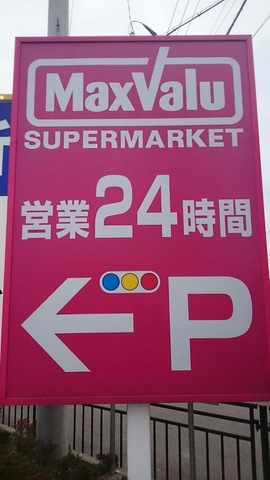 MaxValu
SUPERMARKET
営業24時間
← P